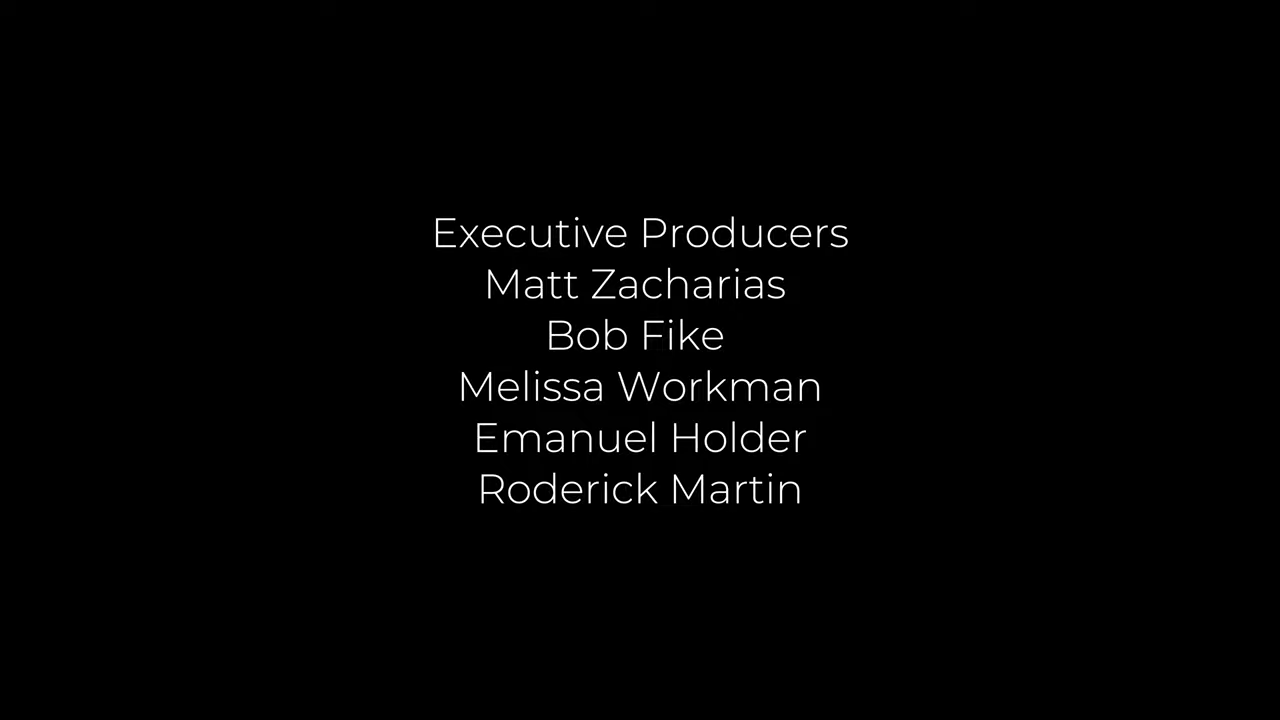 Executive Producers
Matt Zacharias
Bob Fike
Melissa Workman
Emanuel Holder
Roderick Martin